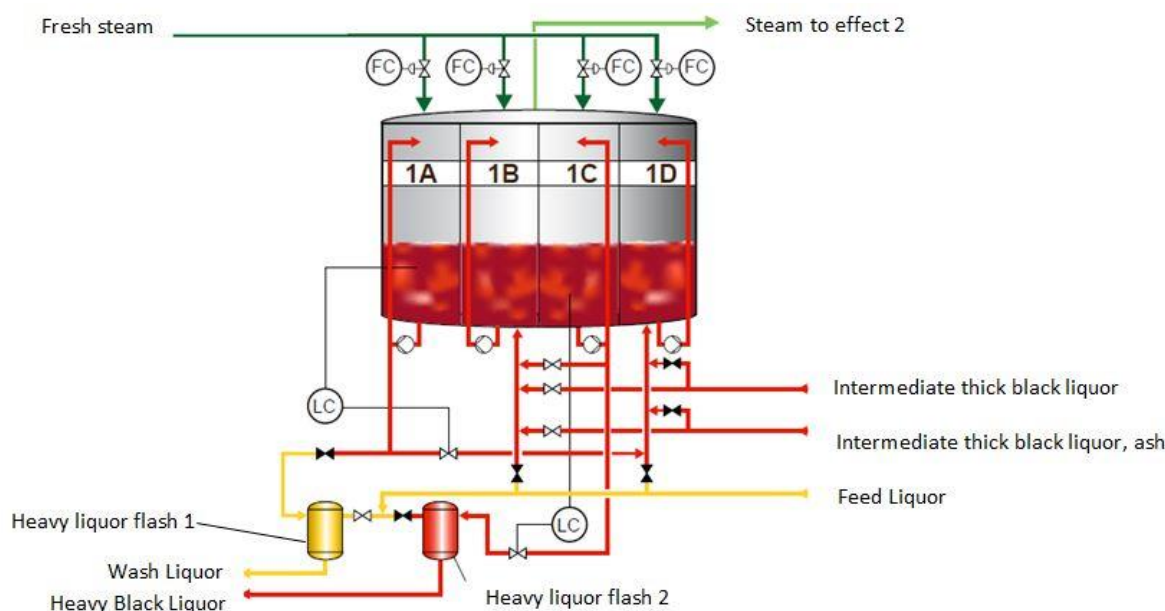 Fresh steam
Steam to effect 2
FC FC FC FC
1A 1B 1C 1D
Intermediate thick black liquor
LC
Intermediate thick black liquor, ash
Feed Liquor
Heavy liquor flash 1
LC
Wash Liquor
Heavy Black Liquor
Heavy liquor flash 2